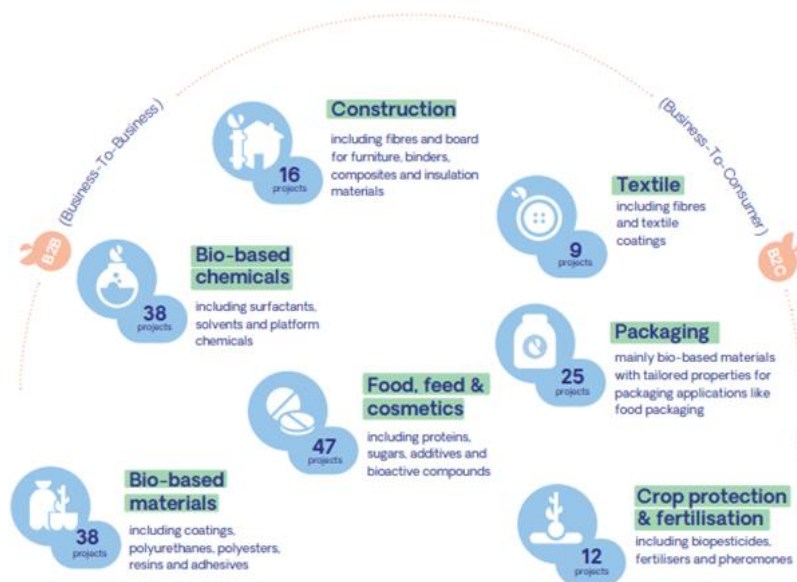 (Business-To-Business)
B2B
(Business-To-Consumer)
B2C
Construction
including fibres and board
for furniture, binders,
composites and insulation
materials
16
projects
Textile
including fibres
and textile
coatings
9
projects
Bio-based
chemicals
including surfactants,
solvents and platform
chemicals
38
projects
Packaging
mainly bio-based materials
with tailored properties for
packaging applications like
food packaging
25
projects
Food, feed &
cosmetics
including proteins,
sugars, additives and
bioactive compounds
47
projects
Bio-based
materials
including coatings,
polyurethanes, polyesters,
resins and adhesives
38
projects
Crop protection
& fertilisation
including biopesticides,
fertilisers and pheromones
12
projects